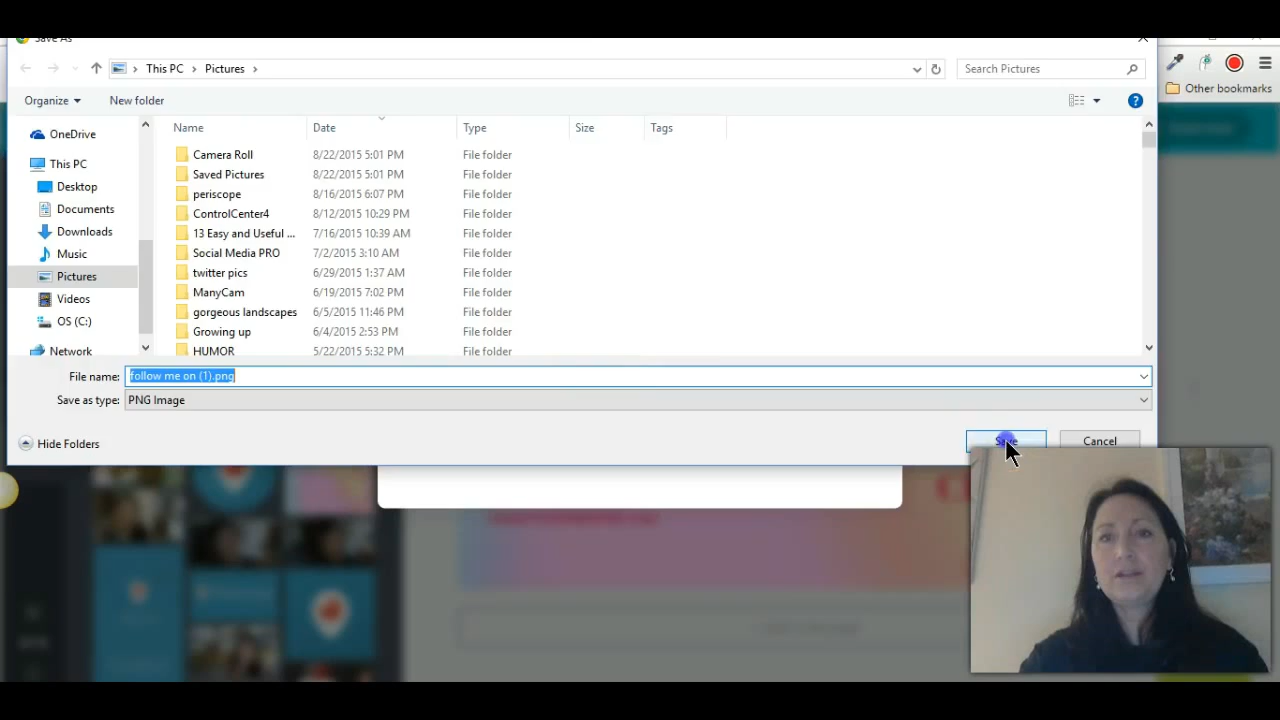 Save As
This PC > Pictures >
Search Pictures
Organize
New folder
Other bookmarks
OneDrive
This PC
Desktop
Documents
Downloads
Music
Pictures
Videos
OS (C:)
Network
Name Date Type Size Tags
Camera Roll 8/22/2015 5:01 PM File folder
Saved Pictures 8/22/2015 5:01 PM File folder
periscope 8/16/2015 6:07 PM File folder
ControlCenter4 8/12/2015 10:29 PM File folder
13 Easy and Useful ... 7/16/2015 10:39 AM File folder
Social Media PRO 7/2/2015 3:10 AM File folder
twitter pics 6/29/2015 1:37 AM File folder
ManyCam 6/19/2015 7:02 PM File folder
gorgeous landscapes 6/5/2015 11:46 PM File folder
Growing up 6/4/2015 2:53 PM File folder
HUMOR 5/22/2015 5:32 PM File folder
File name: follow me on (1).png
Save as type: PNG Image
Hide Folders
Save
Cancel